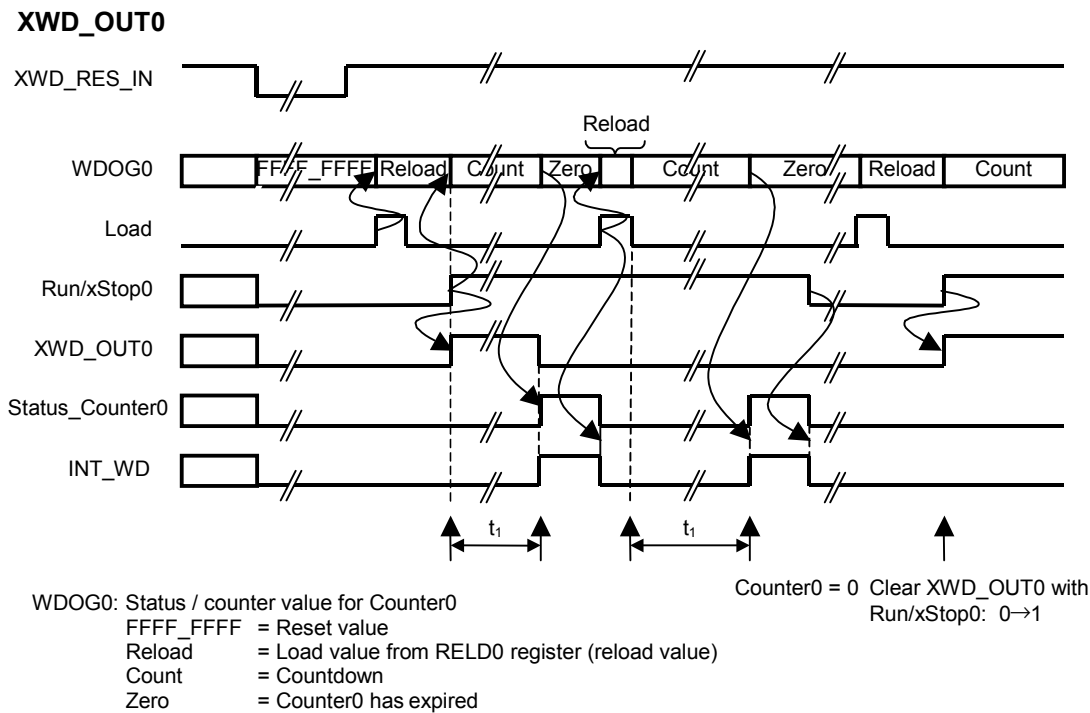 XWD_OUT0
XWD_RES_IN
Reload
WDOG0 FFFF_FFFF Reload Count Zero Count Zero Reload Count
Load
Run/xStop0
XWD_OUT0
Status_Counter0
INT_WD
t₁ t₁
Counter0 = 0 Clear XWD_OUT0 with
Run/xStop0: 0→1
WDOG0: Status / counter value for Counter0
FFFF_FFFF = Reset value
Reload = Load value from RELD0 register (reload value)
Count = Countdown
Zero = Counter0 has expired